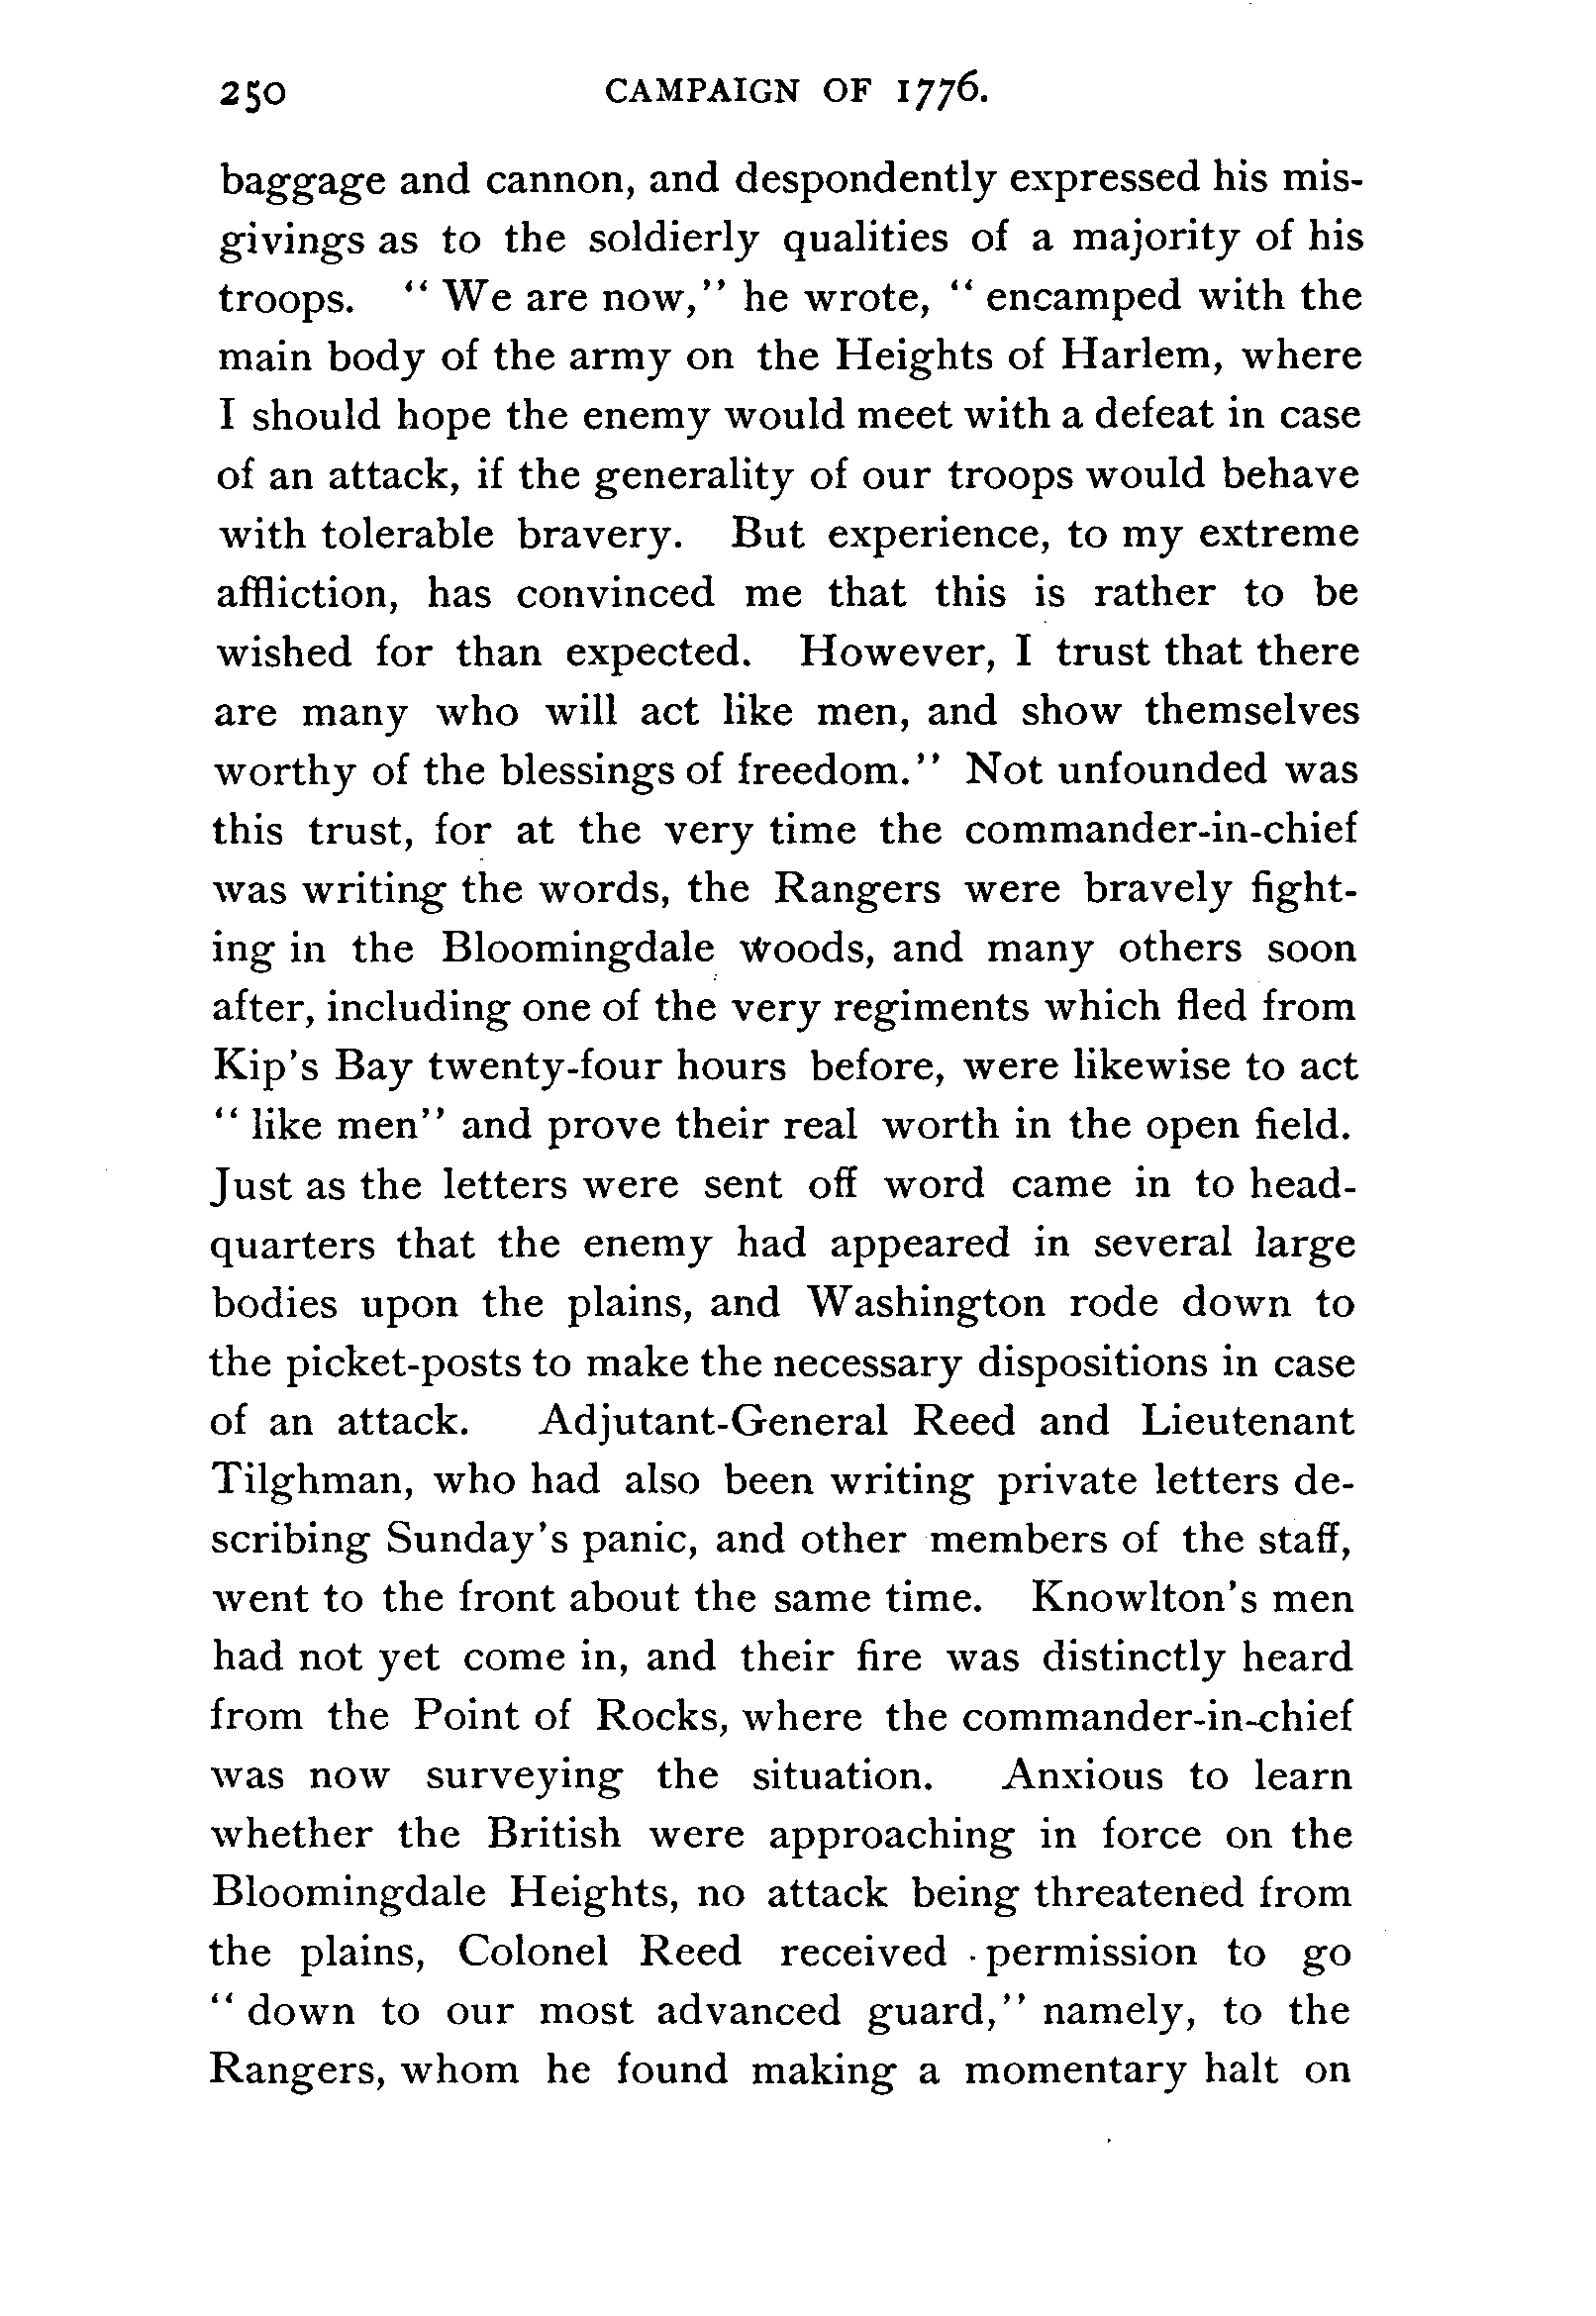 250 CAMPAIGN OF 1776.
baggage and cannon, and despondently expressed his mis-
givings as to the soldierly qualities of a majority of his
troops. “ We are now,” he wrote, “ encamped with the
main body of the army on the Heights of Harlem, where
I should hope the enemy would meet with a defeat in case
of an attack, if the generality of our troops would behave
with tolerable bravery. But experience, to my extreme
affliction, has convinced me that this is rather to be
wished for than expected. However, I trust that there
are many who will act like men, and show themselves
worthy of the blessings of freedom.” Not unfounded was
this trust, for at the very time the commander-in-chief
was writing the words, the Rangers were bravely fight-
ing in the Bloomingdale woods, and many others soon
after, including one of the very regiments which fled from
Kip's Bay twenty-four hours before, were likewise to act
“ like men” and prove their real worth in the open field.
Just as the letters were sent off word came in to head-
quarters that the enemy had appeared in several large
bodies upon the plains, and Washington rode down to
the picket-posts to make the necessary dispositions in case
of an attack. Adjutant-General Reed and Lieutenant
Tilghman, who had also been writing private letters de-
scribing Sunday's panic, and other members of the staff,
went to the front about the same time. Knowlton's men
had not yet come in, and their fire was distinctly heard
from the Point of Rocks, where the commander-in-chief
was now surveying the situation. Anxious to learn
whether the British were approaching in force on the
Bloomingdale Heights, no attack being threatened from
the plains, Colonel Reed received permission to go
“ down to our most advanced guard,” namely, to the
Rangers, whom he found making a momentary halt on